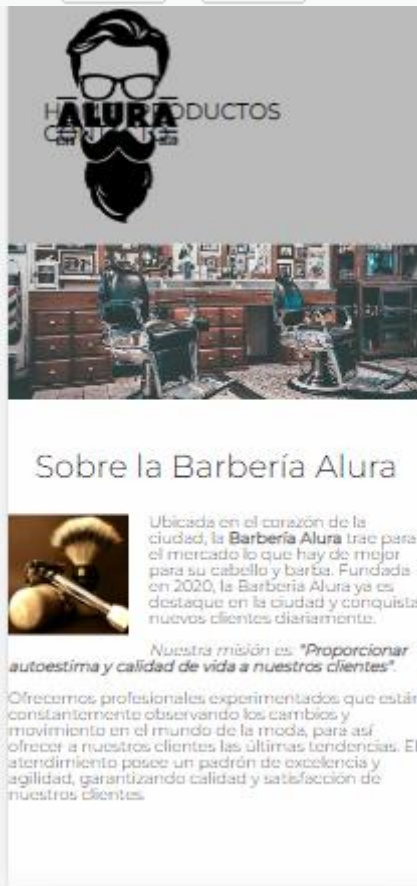 ALURA
PRODUCTOS
Sobre la Barbería Alura
Ubicada en el corazón de la
ciudad, la Barbería Alura trae para
el mercado lo que hay de mejor
para su cabello y barba. Fundada
en 2020, la Barbería Alura ya es
destaque en la ciudad y conquista
nuevos clientes diariamente.
Nuestra misión es: "Proporcionar
autoestima y calidad de vida a nuestros clientes".
Ofrecemos profesionales experimentados que están
constantemente observando los cambios y
movimiento en el mundo de la moda, para así
ofrecer a nuestros clientes las últimas tendencias. El
atendimiento posee un padrón de excelencia y
agilidad, garantizando calidad y satisfacción de
nuestros clientes.